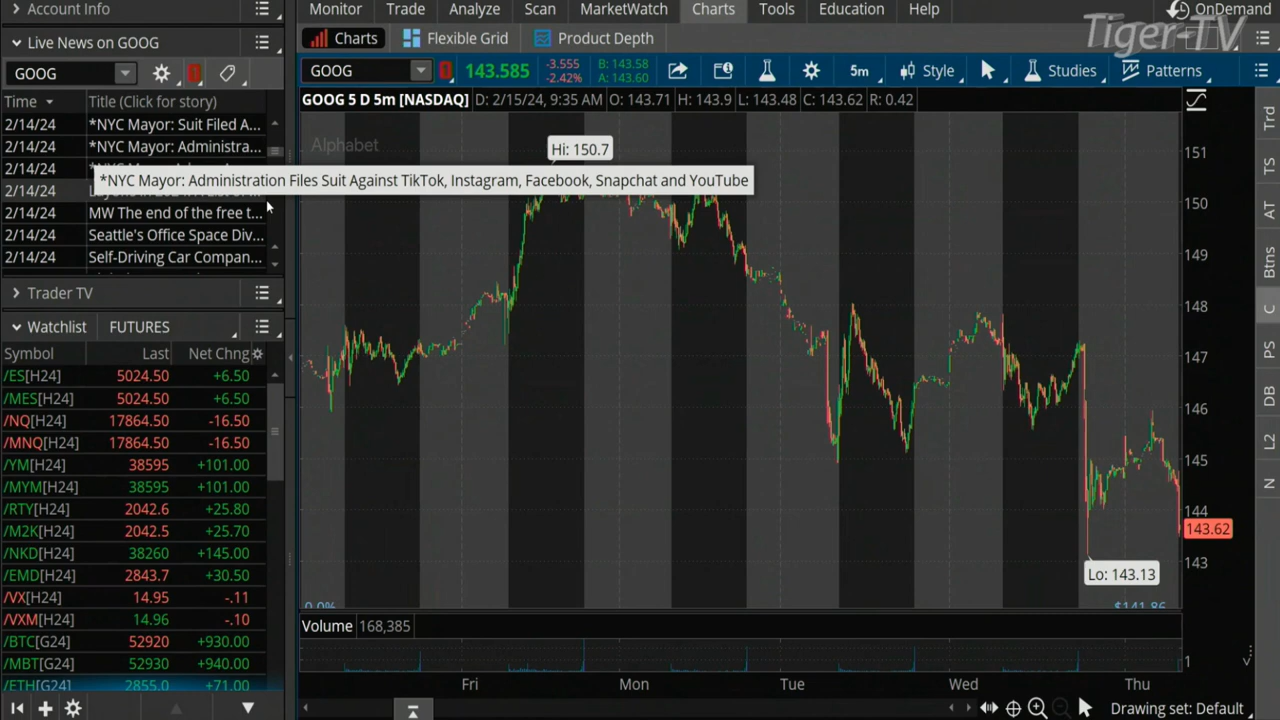 Account Info
Monitor Trade Analyze Scan MarketWatch Charts Tools Education Help OnDemand
Tiger-TV
Live News on GOOG
Charts Flexible Grid Product Depth
GOOG
GOOG 143.585 -3.555 -2.42% B: 143.58 A: 143.60 5m Style Studies Patterns
Time Title (Click for story)
GOOG 5 D 5m [NASDAQ] D: 2/15/24, 9:35 AM O: 143.71 H: 143.9 L: 143.48 C: 143.62 R: 0.42
2/14/24 *NYC Mayor: Suit Filed A...
2/14/24 *NYC Mayor: Administra...
2/14/24
*NYC Mayor: Administration Files Suit Against TikTok, Instagram, Facebook, Snapchat and YouTube
2/14/24
2/14/24 MW The end of the free t...
2/14/24 Seattle's Office Space Div...
2/14/24 Self-Driving Car Compan...
Alphabet
Hi: 150.7
151
150
149
148
147
146
145
144
143.62
143
Lo: 143.13
0.0%
$141.86
Trader TV
Watchlist FUTURES
Symbol Last Net Chng
/ES[H24] 5024.50 +6.50
/MES[H24] 5024.50 +6.50
/NQ[H24] 17864.50 -16.50
/MNQ[H24] 17864.50 -16.50
/YM[H24] 38595 +101.00
/MYM[H24] 38595 +101.00
/RTY[H24] 2042.6 +25.80
/M2K[H24] 2042.5 +25.70
/NKD[H24] 38260 +145.00
/EMD[H24] 2843.7 +30.50
/VX[H24] 14.95 -.11
/VXM[H24] 14.96 -.10
/BTC[G24] 52920 +930.00
/MBT[G24] 52930 +940.00
/ETH[G24] 2855.0 +71.00
Volume 168,385
1
Fri Mon Tue Wed Thu
Drawing set: Default
Trd
TS
AT
Btns
C
PS
DB
L2
N